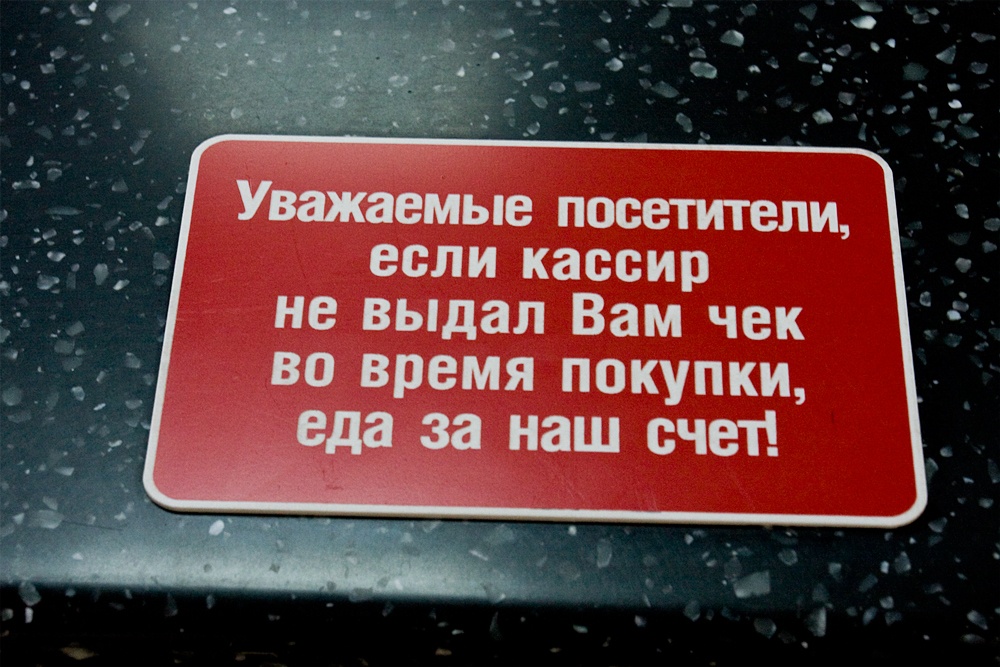 Уважаемые посетители,
если кассир
не выдал Вам чек
во время покупки,
еда за наш счет!